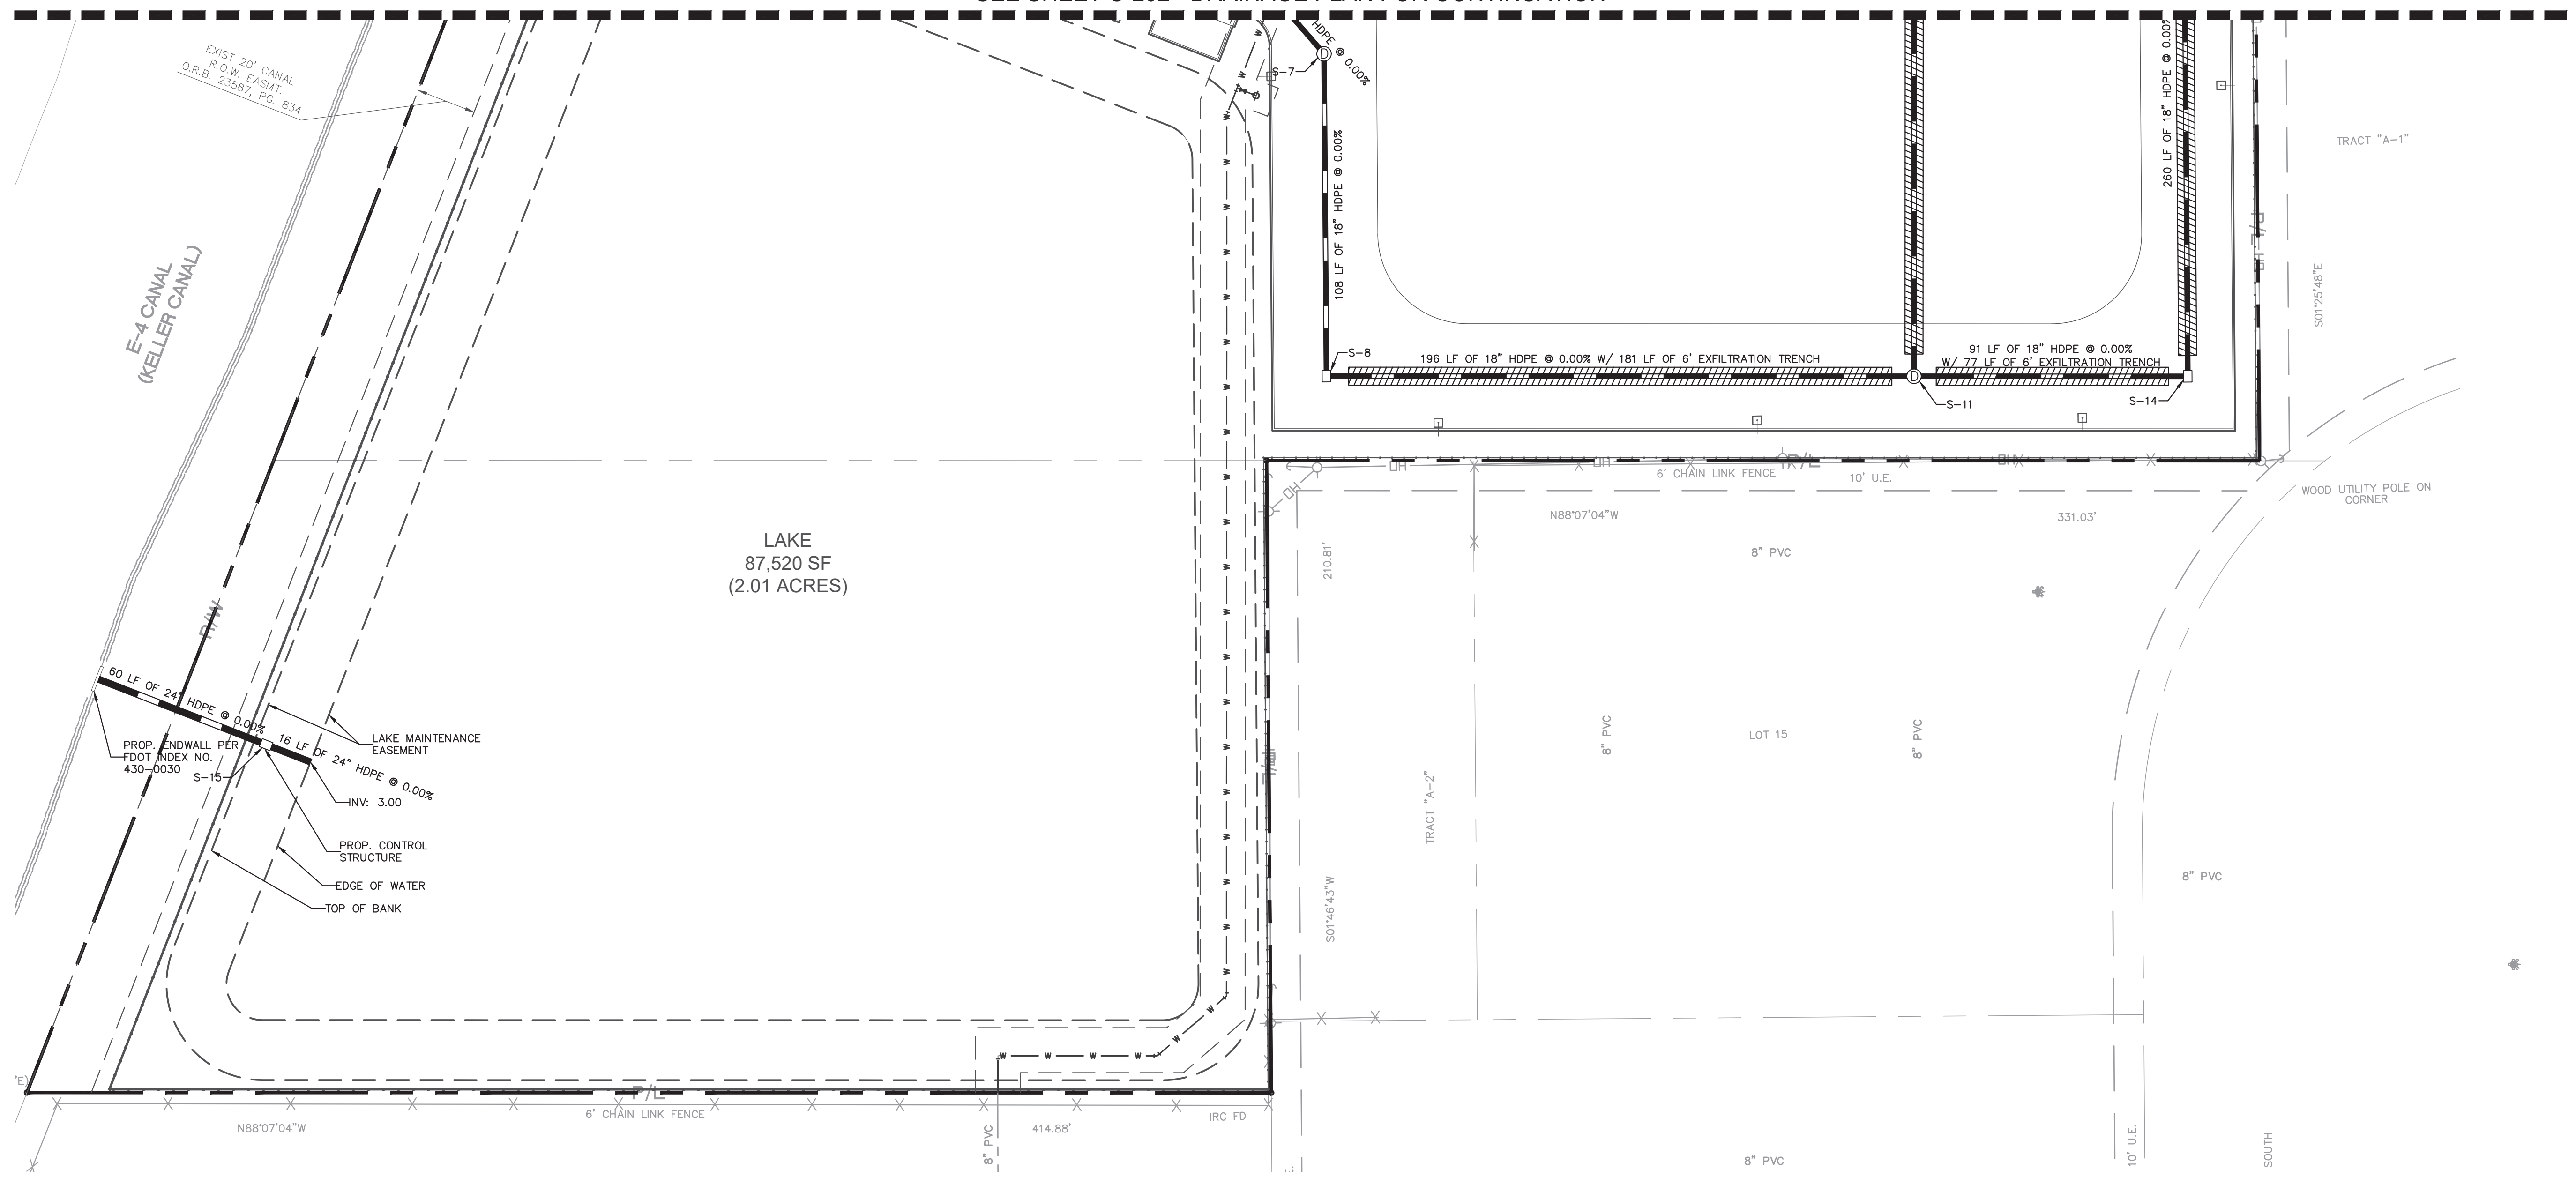 EXIST 20' CANAL
R.O.W. EASMT.
O.R.B. 23587, PG. 834
E-4 CANAL
(KELLER CANAL)
R/W
LAKE
87,520 SF
(2.01 ACRES)
60 LF OF 24" HDPE @ 0.00%
16 LF OF 24" HDPE @ 0.00%
PROP. ENDWALL PER
FDOT INDEX NO.
430-0030
S-15
LAKE MAINTENANCE
EASEMENT
INV: 3.00
PROP. CONTROL
STRUCTURE
EDGE OF WATER
TOP OF BANK
'E)
P/L
6' CHAIN LINK FENCE
N88°07'04"W
414.88'
8" PVC
IRC FD
HDPE @ 0.00%
S-7
D
108 LF OF 18" HDPE @ 0.00%
S-8
196 LF OF 18" HDPE @ 0.00% W/ 181 LF OF 6' EXFILTRATION TRENCH
91 LF OF 18" HDPE @ 0.00%
W/ 77 LF OF 6' EXFILTRATION TRENCH
D
S-11
S-14
260 LF OF 18" HDPE @ 0.00%
P/L
OH
TRACT "A-1"
S01°25'48"E
OH
OH
OH
P/L
OH
6' CHAIN LINK FENCE
10' U.E.
WOOD UTILITY POLE ON
CORNER
N88°07'04"W
331.03'
210.81'
8" PVC
8" PVC
LOT 15
8" PVC
TRACT "A-2"
S01°46'43"W
P/L
8" PVC
8" PVC
10' U.E.
SOUTH
W W W W